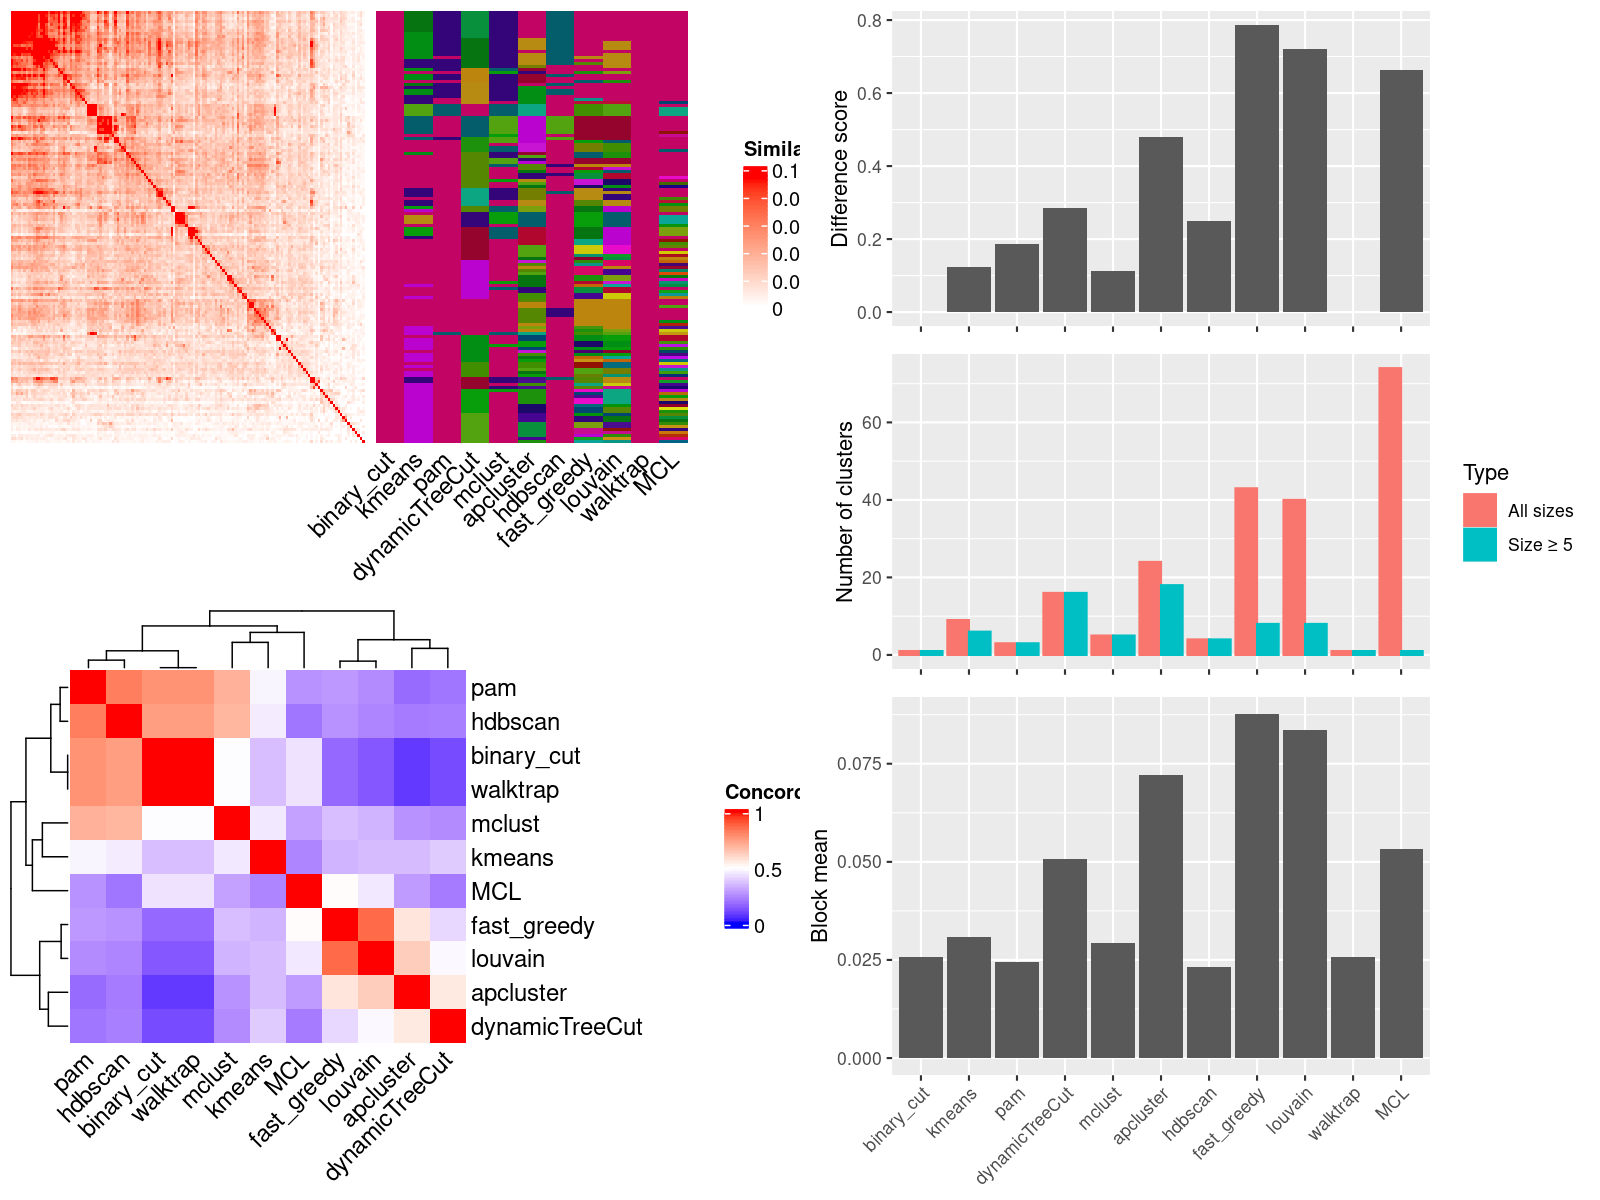 Simila
0.1
0.0
0.0
0.0
0.0
0
binary_cut
kmeans
pam
dynamicTreeCut
mclust
apcluster
hdbscan
fast_greedy
louvain
walktrap
MCL
pam
hdbscan
binary_cut
walktrap
mclust
kmeans
MCL
fast_greedy
louvain
apcluster
dynamicTreeCut
pam
hdbscan
binary_cut
walktrap
mclust
kmeans
MCL
fast_greedy
louvain
apcluster
dynamicTreeCut
Concord
1
0.5
0
Difference score
0.8
0.6
0.4
0.2
0.0
Number of clusters
60
40
20
0
Type
All sizes
Size ≥ 5
Block mean
0.075
0.050
0.025
0.000
binary_cut
kmeans
pam
dynamicTreeCut
mclust
apcluster
hdbscan
fast_greedy
louvain
walktrap
MCL